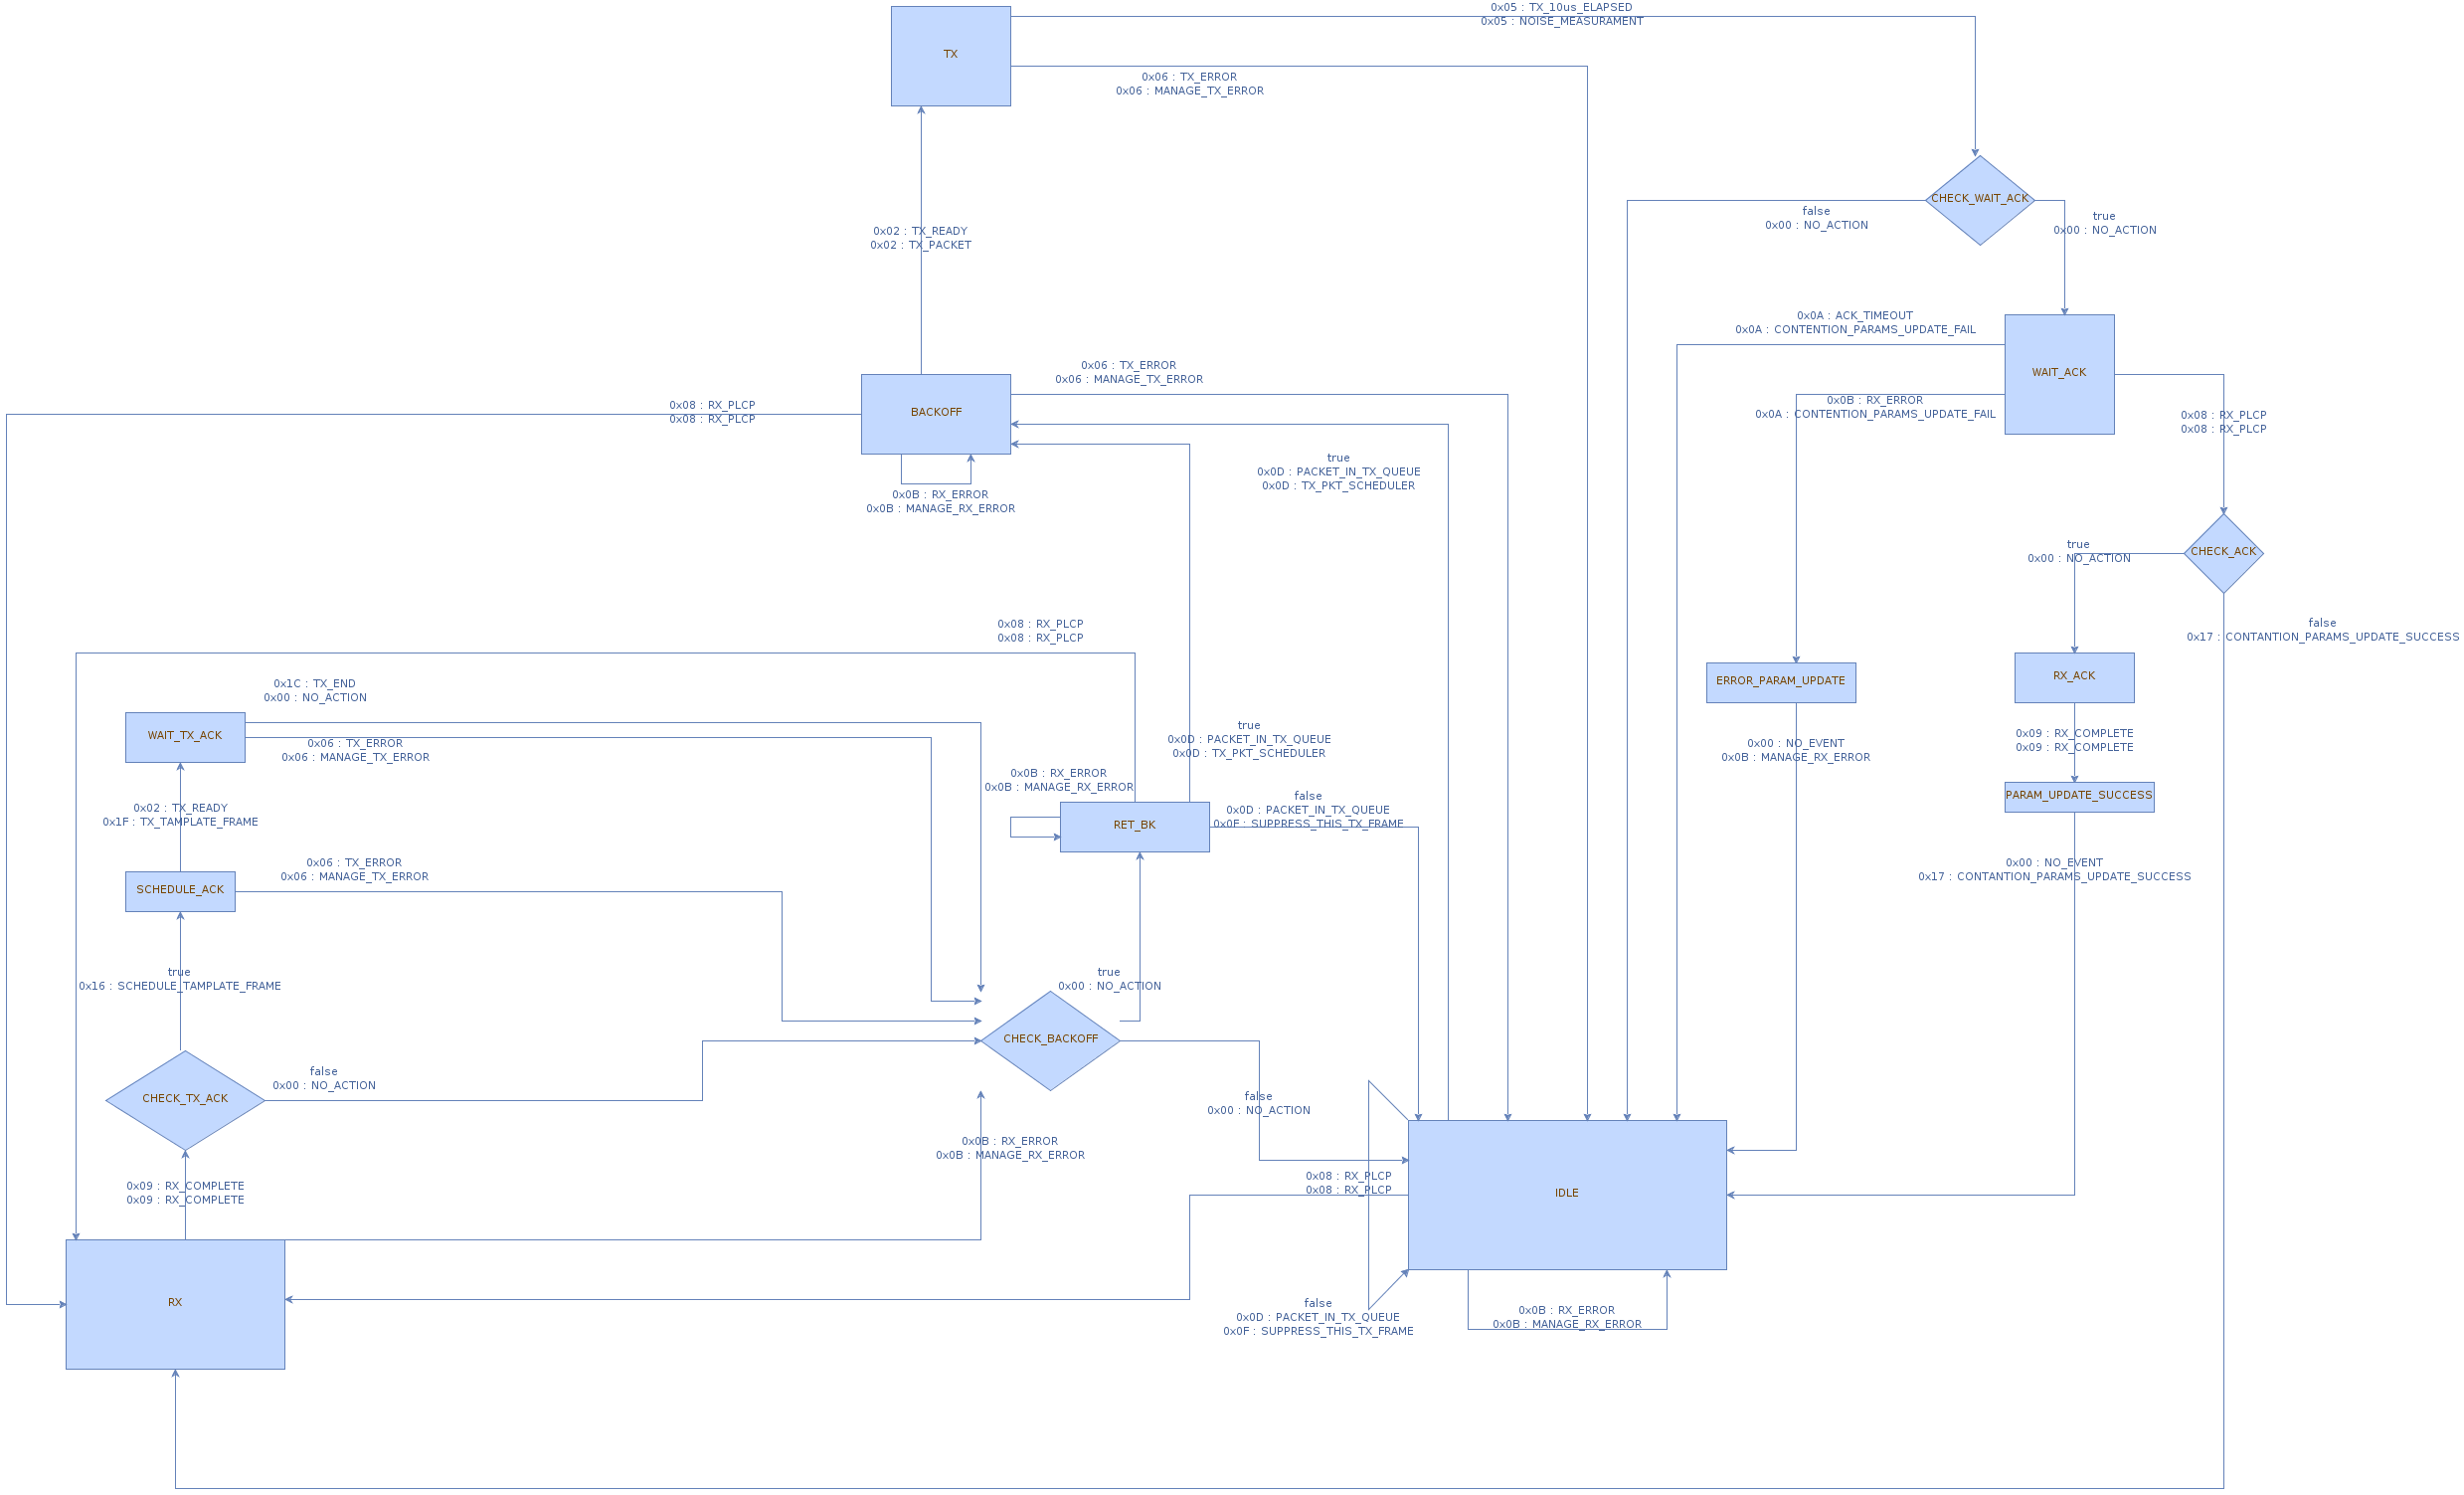 0x05 : TX_10us_ELAPSED
0x05 : NOISE_MEASURAMENT
TX
0x06 : TX_ERROR
0x06 : MANAGE_TX_ERROR
CHECK_WAIT_ACK
false
0x00 : NO_ACTION
true
0x00 : NO_ACTION
0x02 : TX_READY
0x02 : TX_PACKET
0x0A : ACK_TIMEOUT
0x0A : CONTENTION_PARAMS_UPDATE_FAIL
WAIT_ACK
0x06 : TX_ERROR
0x06 : MANAGE_TX_ERROR
0x0B : RX_ERROR
0x0A : CONTENTION_PARAMS_UPDATE_FAIL
0x08 : RX_PLCP
0x08 : RX_PLCP
BACKOFF
0x08 : RX_PLCP
0x08 : RX_PLCP
true
0x0D : PACKET_IN_TX_QUEUE
0x0D : TX_PKT_SCHEDULER
0x0B : RX_ERROR
0x0B : MANAGE_RX_ERROR
true
0x00 : NO_ACTION
CHECK_ACK
0x08 : RX_PLCP
0x08 : RX_PLCP
false
0x17 : CONTANTION_PARAMS_UPDATE_SUCCESS
0x1C : TX_END
0x00 : NO_ACTION
ERROR_PARAM_UPDATE
RX_ACK
WAIT_TX_ACK
0x06 : TX_ERROR
0x06 : MANAGE_TX_ERROR
true
0x0D : PACKET_IN_TX_QUEUE
0x0D : TX_PKT_SCHEDULER
0x00 : NO_EVENT
0x0B : MANAGE_RX_ERROR
0x09 : RX_COMPLETE
0x09 : RX_COMPLETE
0x0B : RX_ERROR
0x0B : MANAGE_RX_ERROR
false
0x0D : PACKET_IN_TX_QUEUE
0x0F : SUPPRESS_THIS_TX_FRAME
PARAM_UPDATE_SUCCESS
0x02 : TX_READY
0x1F : TX_TAMPLATE_FRAME
RET_BK
0x06 : TX_ERROR
0x06 : MANAGE_TX_ERROR
0x00 : NO_EVENT
0x17 : CONTANTION_PARAMS_UPDATE_SUCCESS
SCHEDULE_ACK
true
0x16 : SCHEDULE_TAMPLATE_FRAME
true
0x00 : NO_ACTION
CHECK_BACKOFF
false
0x00 : NO_ACTION
CHECK_TX_ACK
false
0x00 : NO_ACTION
0x0B : RX_ERROR
0x0B : MANAGE_RX_ERROR
0x09 : RX_COMPLETE
0x09 : RX_COMPLETE
0x08 : RX_PLCP
0x08 : RX_PLCP
IDLE
RX
false
0x0D : PACKET_IN_TX_QUEUE
0x0F : SUPPRESS_THIS_TX_FRAME
0x0B : RX_ERROR
0x0B : MANAGE_RX_ERROR